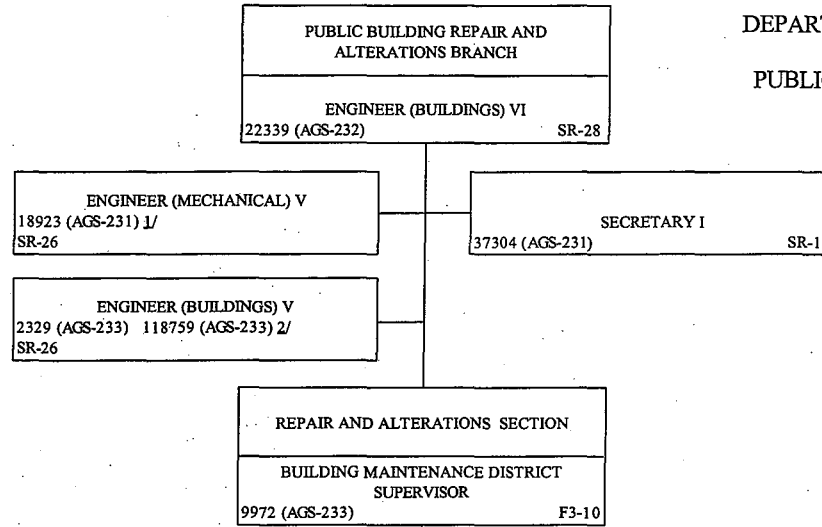 DEPAR
PUBLI
PUBLIC BUILDING REPAIR AND
ALTERATIONS BRANCH
ENGINEER (BUILDINGS) VI
22339 (AGS-232) SR-28
ENGINEER (MECHANICAL) V
18923 (AGS-231) 1/
SR-26
SECRETARY I
37304 (AGS-231) SR-1
ENGINEER (BUILDINGS) V
2329 (AGS-233) 118759 (AGS-233) 2/
SR-26
REPAIR AND ALTERATIONS SECTION
BUILDING MAINTENANCE DISTRICT
SUPERVISOR
9972 (AGS-233) F3-10